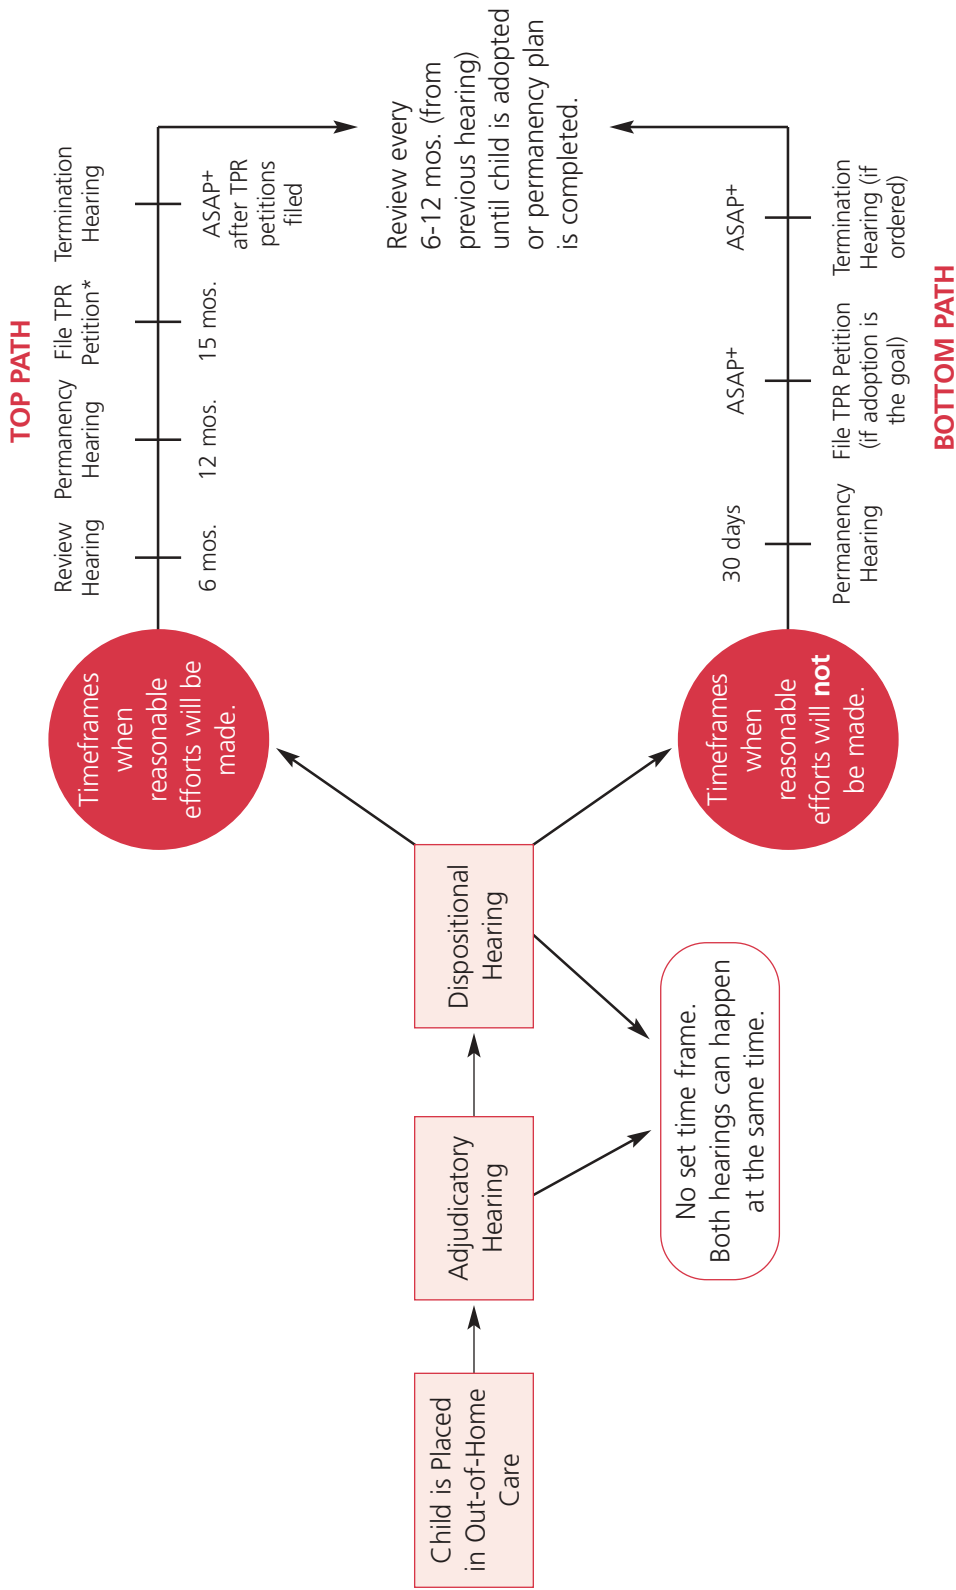 TOP PATH
Review
Hearing
Permanency
Hearing
File TPR
Petition*
Termination
Hearing
6 mos.
12 mos.
15 mos.
ASAP+
after TPR
petitions
filed
Timeframes
when
reasonable
efforts will be
made.
Child is Placed
in Out-of-Home
Care
Adjudicatory
Hearing
Dispositional
Hearing
No set time frame.
Both hearings can happen
at the same time.
Review every
6-12 mos. (from
previous hearing)
until child is adopted
or permanency plan
is completed.
Timeframes
when
reasonable
efforts will not
be made.
30 days
ASAP+
ASAP+
Permanency
Hearing
File TPR Petition
(if adoption is
the goal)
Termination
Hearing (if
ordered)
BOTTOM PATH